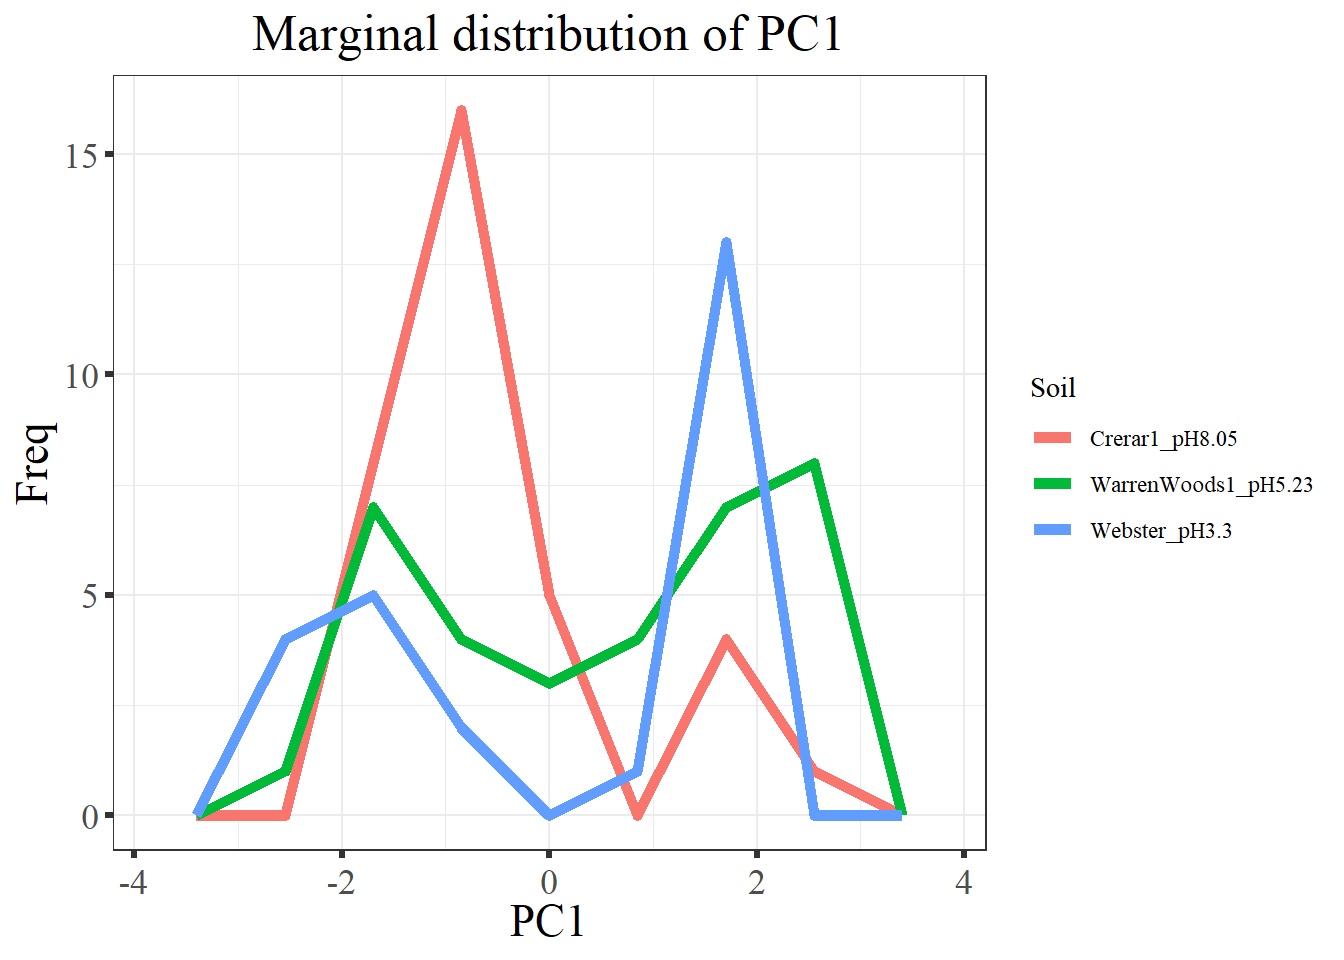 Marginal distribution of PC1
Freq
15
10
5
0
-4
-2
0
2
4
PC1
Soil
Crerar1_pH8.05
WarrenWoods1_pH5.23
Webster_pH3.3